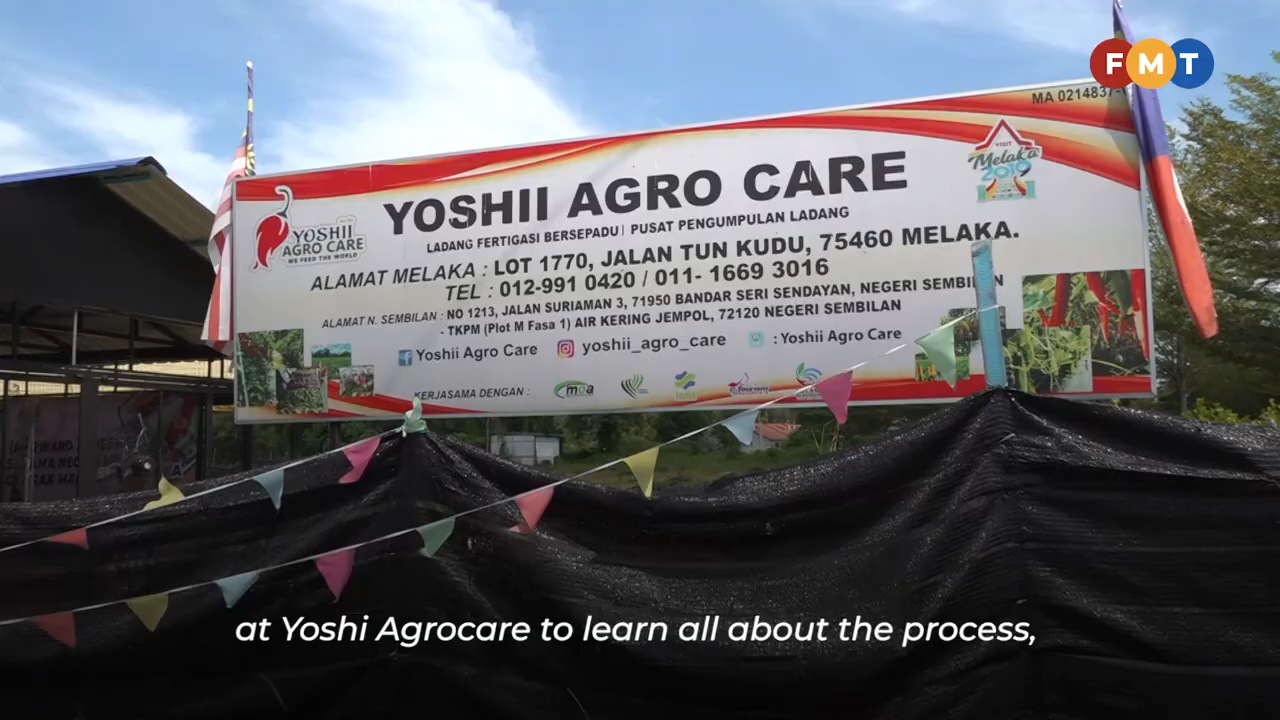 FMT
MA 0214837-
VISIT
Melaka
2019
YOSHII AGRO CARE
YOSHII
AGRO CARE
WE FEED THE WORLD
LADANG FERTIGASI BERSEPADU | PUSAT PENGUMPULAN LADANG
ALAMAT MELAKA : LOT 1770, JALAN TUN KUDU, 75460 MELAKA.
TEL : 012-991 0420 / 011- 1669 3016
ALAMAT N. SEMBILAN : NO 1213, JALAN SURIAMAN 3, 71950 BANDAR SERI SENDAYAN, NEGERI SEMBILAN
- TKPM (Plot M Fasa 1) AIR KERING JEMPOL, 72120 NEGERI SEMBILAN
Yoshii Agro Care yoshii_agro_care : Yoshii Agro Care
KERJASAMA DENGAN :
at Yoshi Agrocare to learn all about the process,